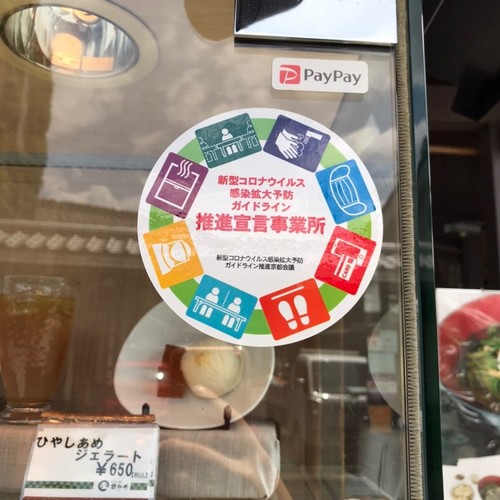 PayPay
新型コロナウイルス
感染拡大予防
ガイドライン
推進宣言事業所
新型コロナウイルス感染拡大予防
ガイドライン推進京都会議
ひやしあめ
ジェラート
¥650